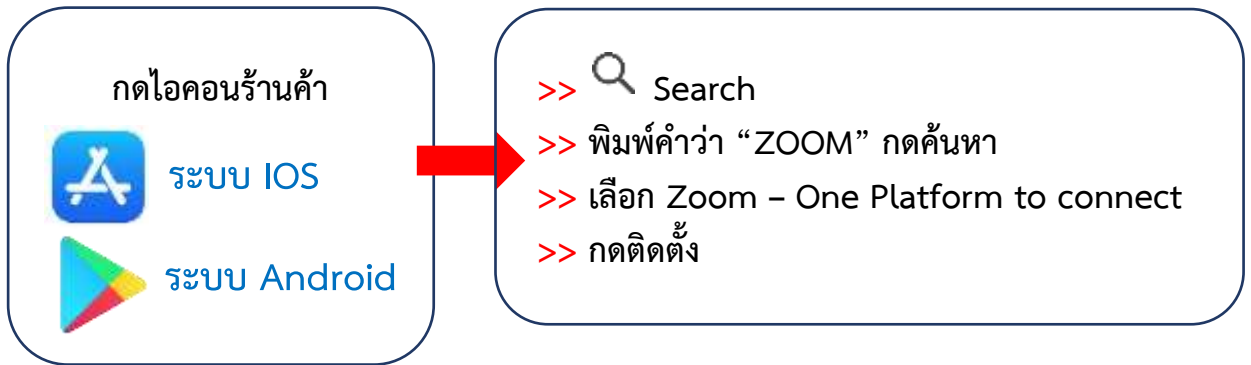 กดไอคอนร้านค้า
ระบบ IOS
ระบบ Android
>> Search
>> พิมพ์คำว่า “ZOOM” กดค้นหา
>> เลือก Zoom – One Platform to connect
>> กดติดตั้ง